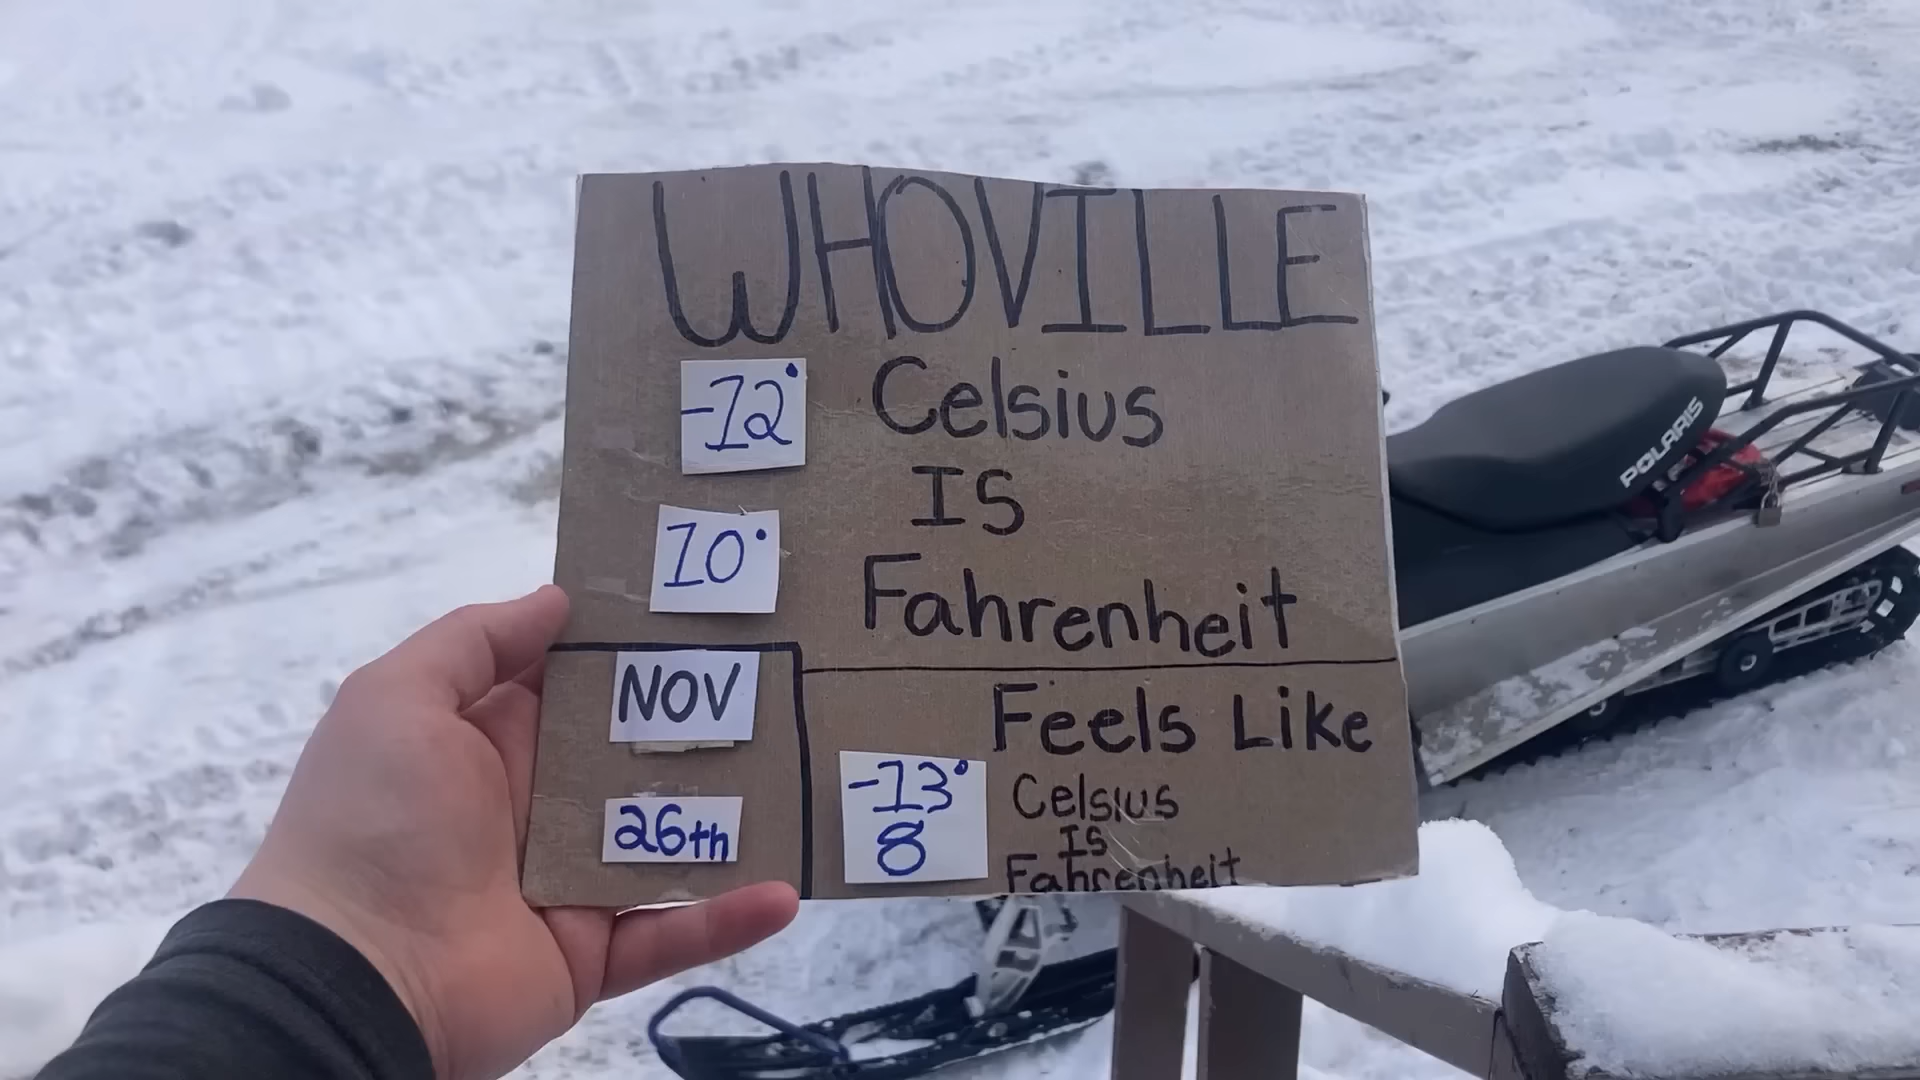 WHOVILLE
-12° Celsius
IS
10° Fahrenheit
NOV
26th
Feels Like
-13° Celsius
IS
8 Fahrenheit
POLARIS